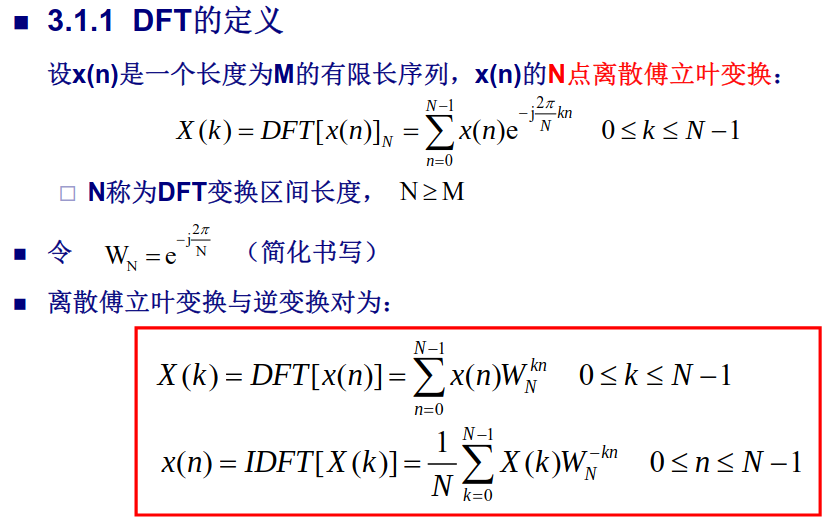 ■ 3.1.1 DFT的定义
设x(n)是一个长度为M的有限长序列，x(n)的N点离散傅立叶变换：
$X(k) = DFT[x(n)]_N = \sum_{n=0}^{N-1} x(n)e^{-j\frac{2\pi}{N}kn} \quad 0 \le k \le N-1$
□ N称为DFT变换区间长度， N ≥ M
■ 令 $W_N = e^{-j\frac{2\pi}{N}}$ （简化书写）
■ 离散傅立叶变换与逆变换对为：
$X(k) = DFT[x(n)] = \sum_{n=0}^{N-1} x(n)W_N^{kn} \quad 0 \le k \le N-1$
$x(n) = IDFT[X(k)] = \frac{1}{N} \sum_{k=0}^{N-1} X(k)W_N^{-kn} \quad 0 \le n \le N-1$